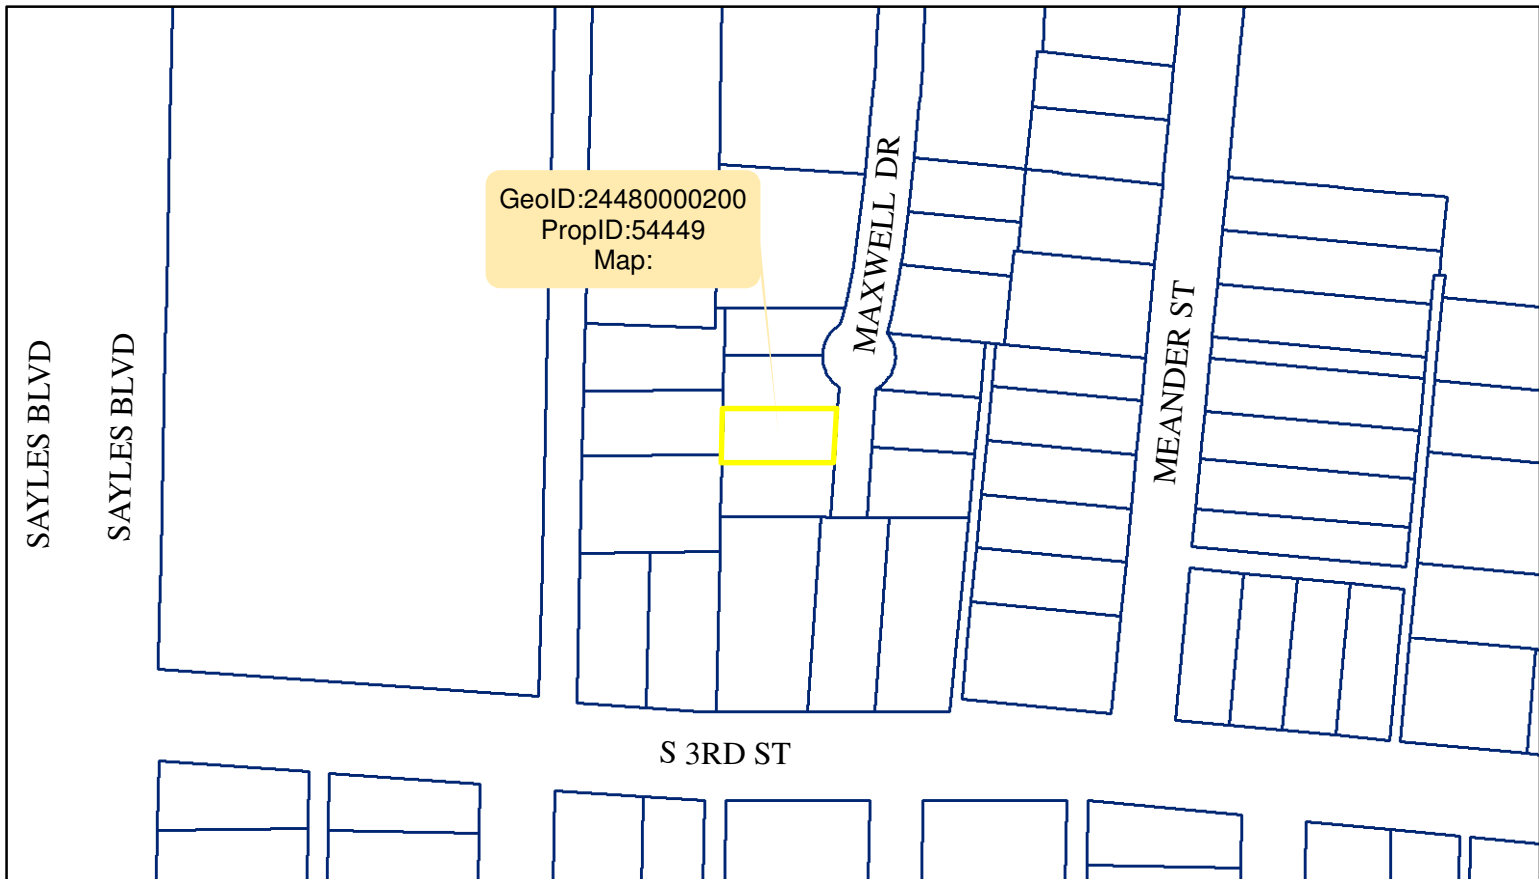 GeoID:24480000200
PropID:54449
Map:
MAXWELL DR
MEANDER ST
SAYLES BLVD
SAYLES BLVD
S 3RD ST